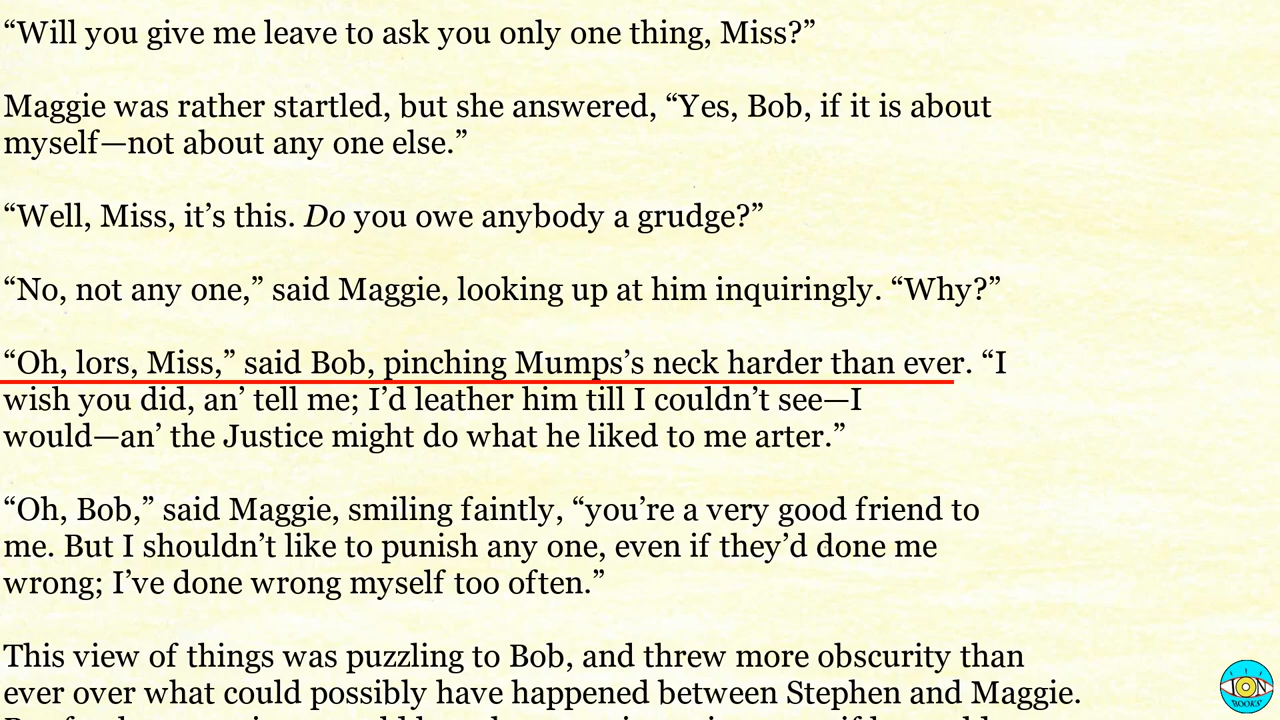 “Will you give me leave to ask you only one thing, Miss?”
Maggie was rather startled, but she answered, “Yes, Bob, if it is about
myself—not about any one else.”
“Well, Miss, it’s this. Do you owe anybody a grudge?”
“No, not any one,” said Maggie, looking up at him inquiringly. “Why?”
“Oh, lors, Miss,” said Bob, pinching Mumps’s neck harder than ever. “I
wish you did, an’ tell me; I’d leather him till I couldn’t see—I
would—an’ the Justice might do what he liked to me arter.”
“Oh, Bob,” said Maggie, smiling faintly, “you’re a very good friend to
me. But I shouldn’t like to punish any one, even if they’d done me
wrong; I’ve done wrong myself too often.”
This view of things was puzzling to Bob, and threw more obscurity than
ever over what could possibly have happened between Stephen and Maggie.
ION
BOOKS